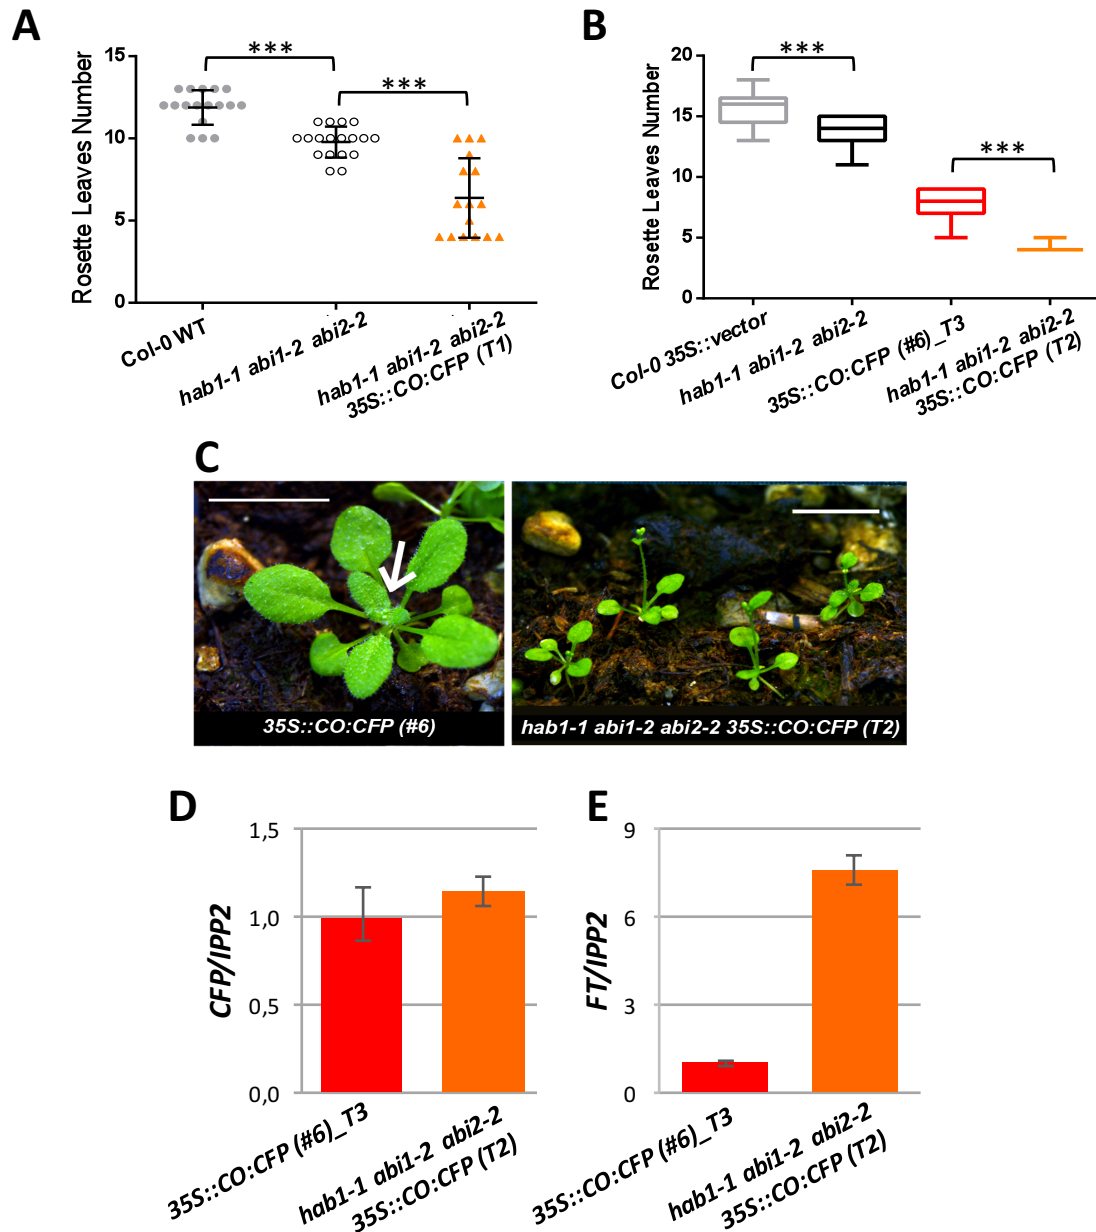 A
B
***
***
15
10
5
0
Rosette Leaves Number
Col-0 WT
hab1-1 abi1-2 abi2-2
hab1-1 abi1-2 abi2-2
35S::CO:CFP (T1)
***
***
20
15
10
5
0
Rosette Leaves Number
Col-0 35S::vector
hab1-1 abi1-2 abi2-2
35S::CO:CFP (#6)_T3
hab1-1 abi1-2 abi2-2
35S::CO:CFP (T2)
C
35S::CO:CFP (#6)
hab1-1 abi1-2 abi2-2 35S::CO:CFP (T2)
D
1,5
1,0
0,5
0,0
CFP/IPP2
35S::CO:CFP (#6)_T3
hab1-1 abi1-2 abi2-2
35S::CO:CFP (T2)
E
9
6
3
0
FT/IPP2
35S::CO:CFP (#6)_T3
hab1-1 abi1-2 abi2-2
35S::CO:CFP (T2)